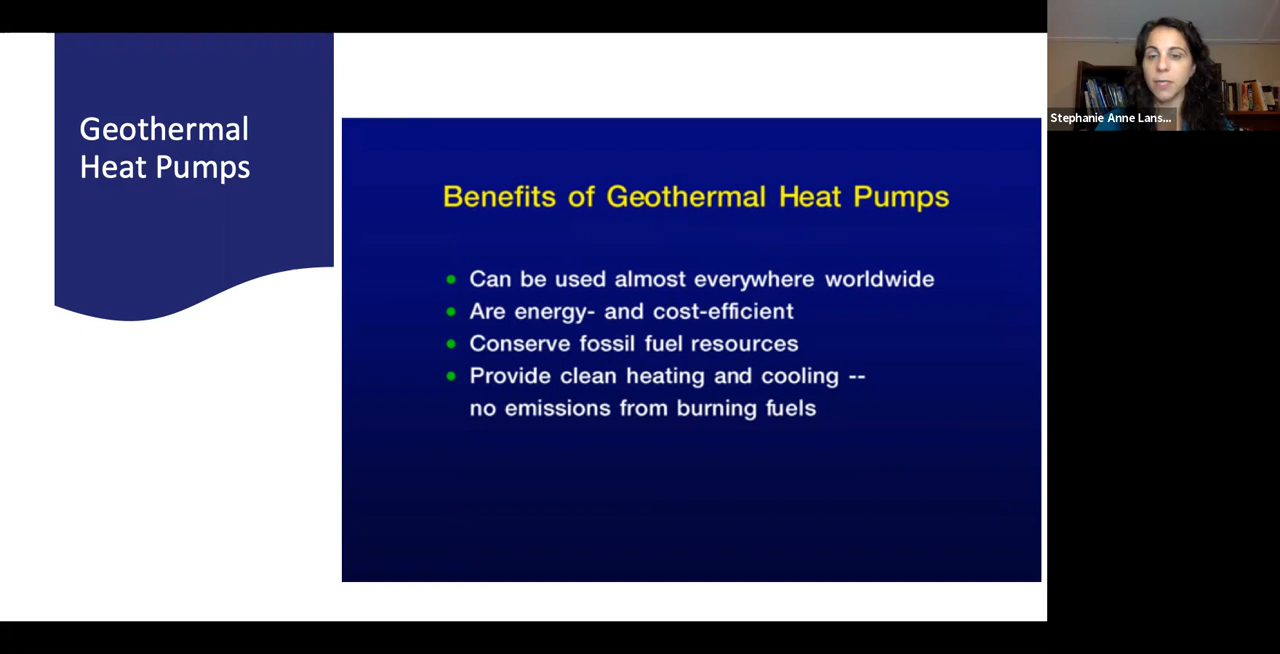 Geothermal
Heat Pumps
Benefits of Geothermal Heat Pumps
• Can be used almost everywhere worldwide
• Are energy- and cost-efficient
• Conserve fossil fuel resources
• Provide clean heating and cooling --
no emissions from burning fuels
Stephanie Anne Lans...